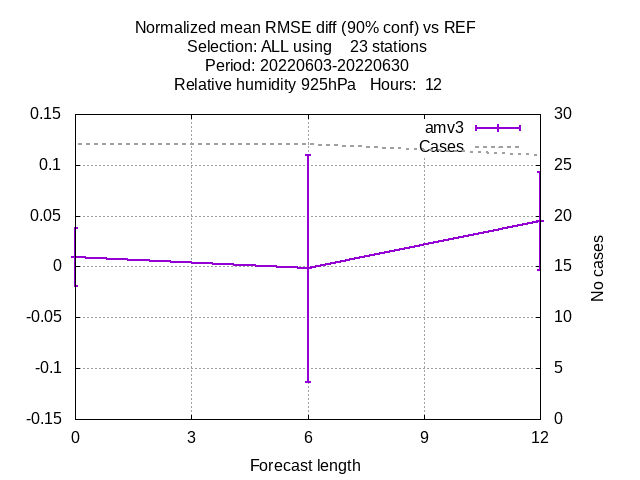 Normalized mean RMSE diff (90% conf) vs REF
Selection: ALL using    23 stations
Period: 20220603-20220630
Relative humidity 925hPa   Hours:  12
0.15
0.1
0.05
0
-0.05
-0.1
-0.15
30
25
20
15
10
5
0
amv3
Cases
No cases
0 3 6 9 12
Forecast length